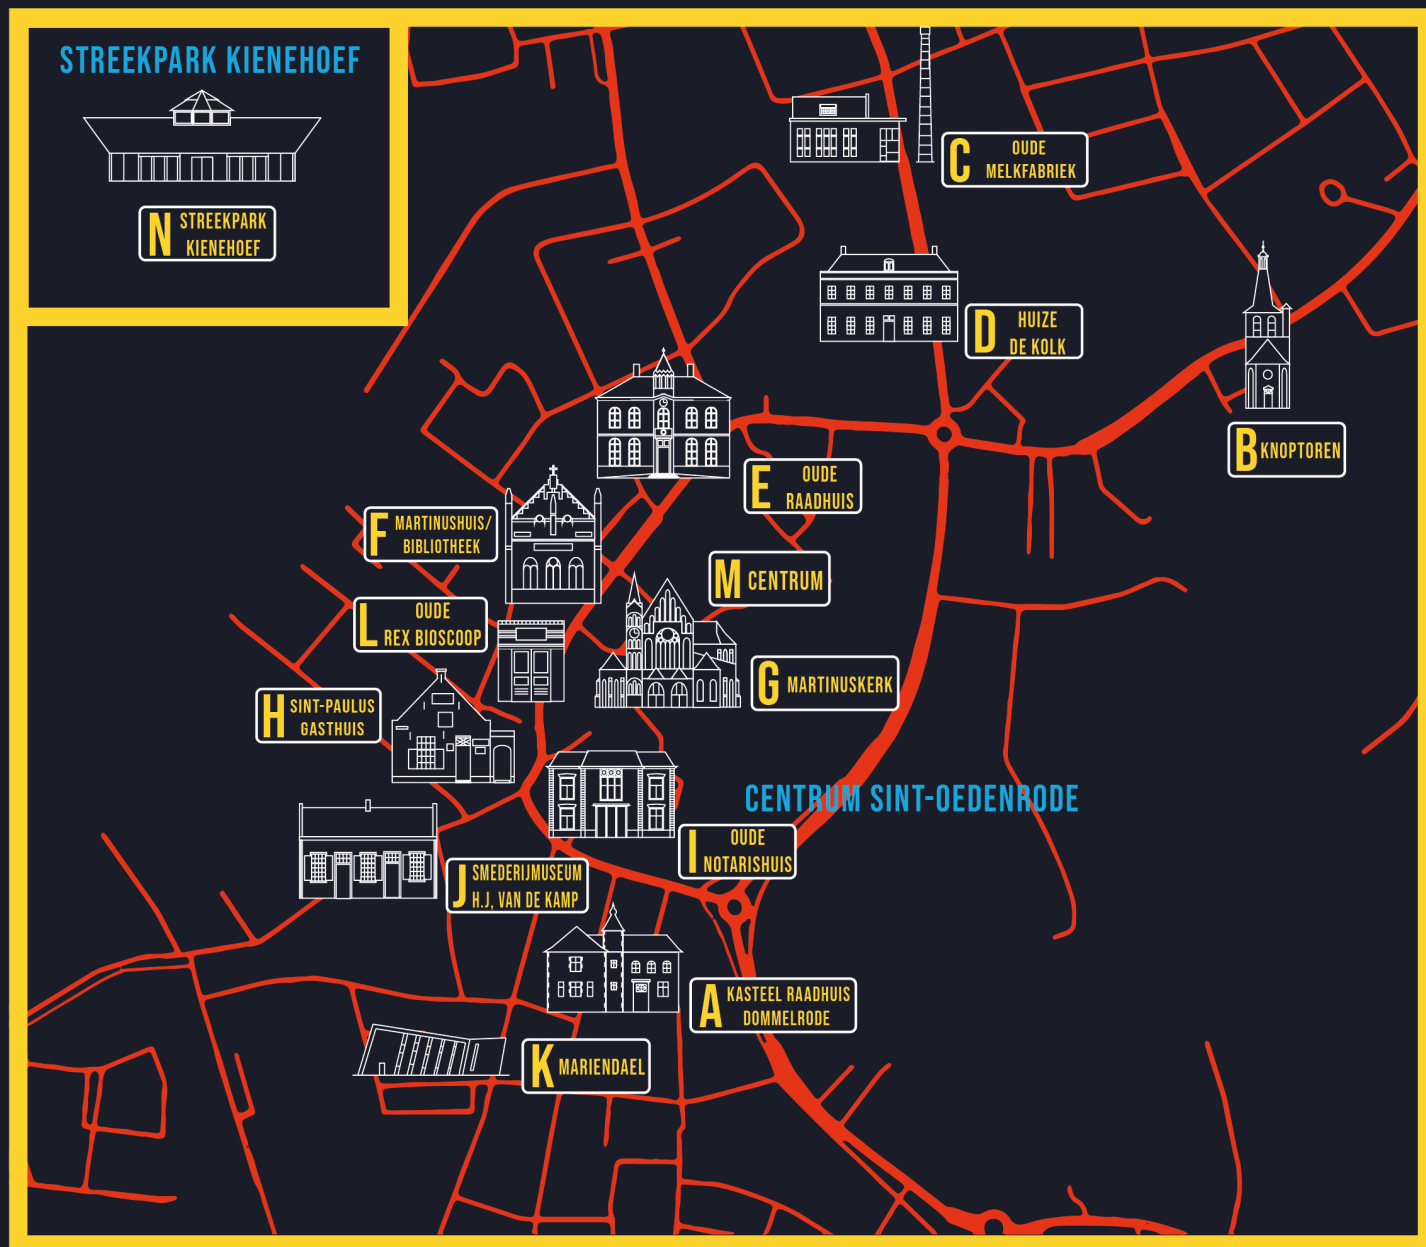 STREEKPARK KIENEHOEF
N STREEKPARK
KIENEHOEF
C OUDE
MELKFABRIEK
D HUIZE
DE KOLK
B KNOPTOREN
E OUDE
RAADHUIS
F MARTINUSHUIS/
BIBLIOTHEEK
M CENTRUM
L OUDE
REX BIOSCOOP
G MARTINUSKERK
H SINT-PAULUS
GASTHUIS
CENTRUM SINT-OEDENRODE
I OUDE
NOTARISHUIS
J SMEDERIJMUSEUM
H.J, VAN DE KAMP
A KASTEEL RAADHUIS
DOMMELRODE
K MARIENDAEL